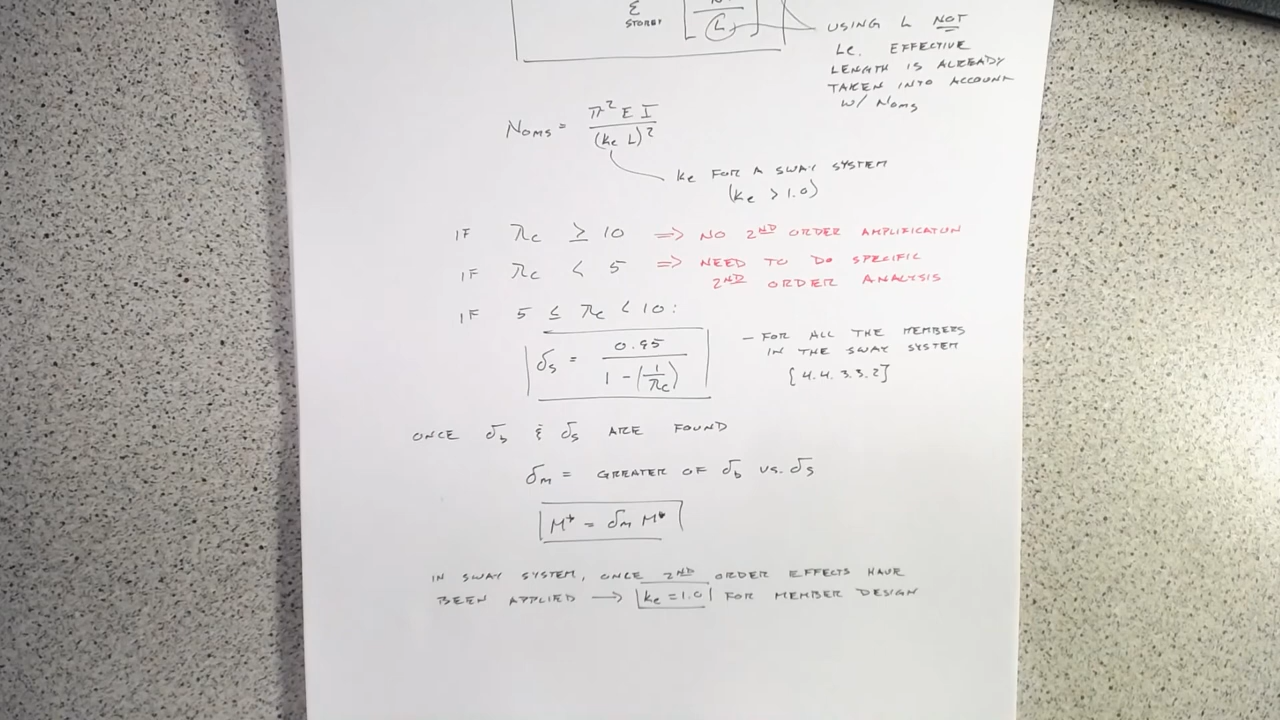 Σ
STOREY
L
USING L NOT
Le. EFFECTIVE
LENGTH IS ALREADY
TAKEN INTO ACCOUNT
W/ Noms
Noms = π² E I / (ke L)²
ke FOR A SWAY SYSTEM
(ke > 1.0)
IF λc ≥ 10 ⇒ NO 2ND ORDER AMPLIFICATON
IF λc < 5 ⇒ NEED TO DO SPECIFIC
2ND ORDER ANALYSIS
IF 5 ≤ λc < 10:
δs = 0.95 / 1 - (1/λc)
- FOR ALL THE MEMBERS
IN THE SWAY SYSTEM
[4.4.3.3.2]
ONCE δb & δs ARE FOUND
δm = GREATER OF δb VS. δs
M* = δm M*
IN SWAY SYSTEM, ONCE 2ND ORDER EFFECTS HAVE
BEEN APPLIED → ke = 1.0 FOR MEMBER DESIGN